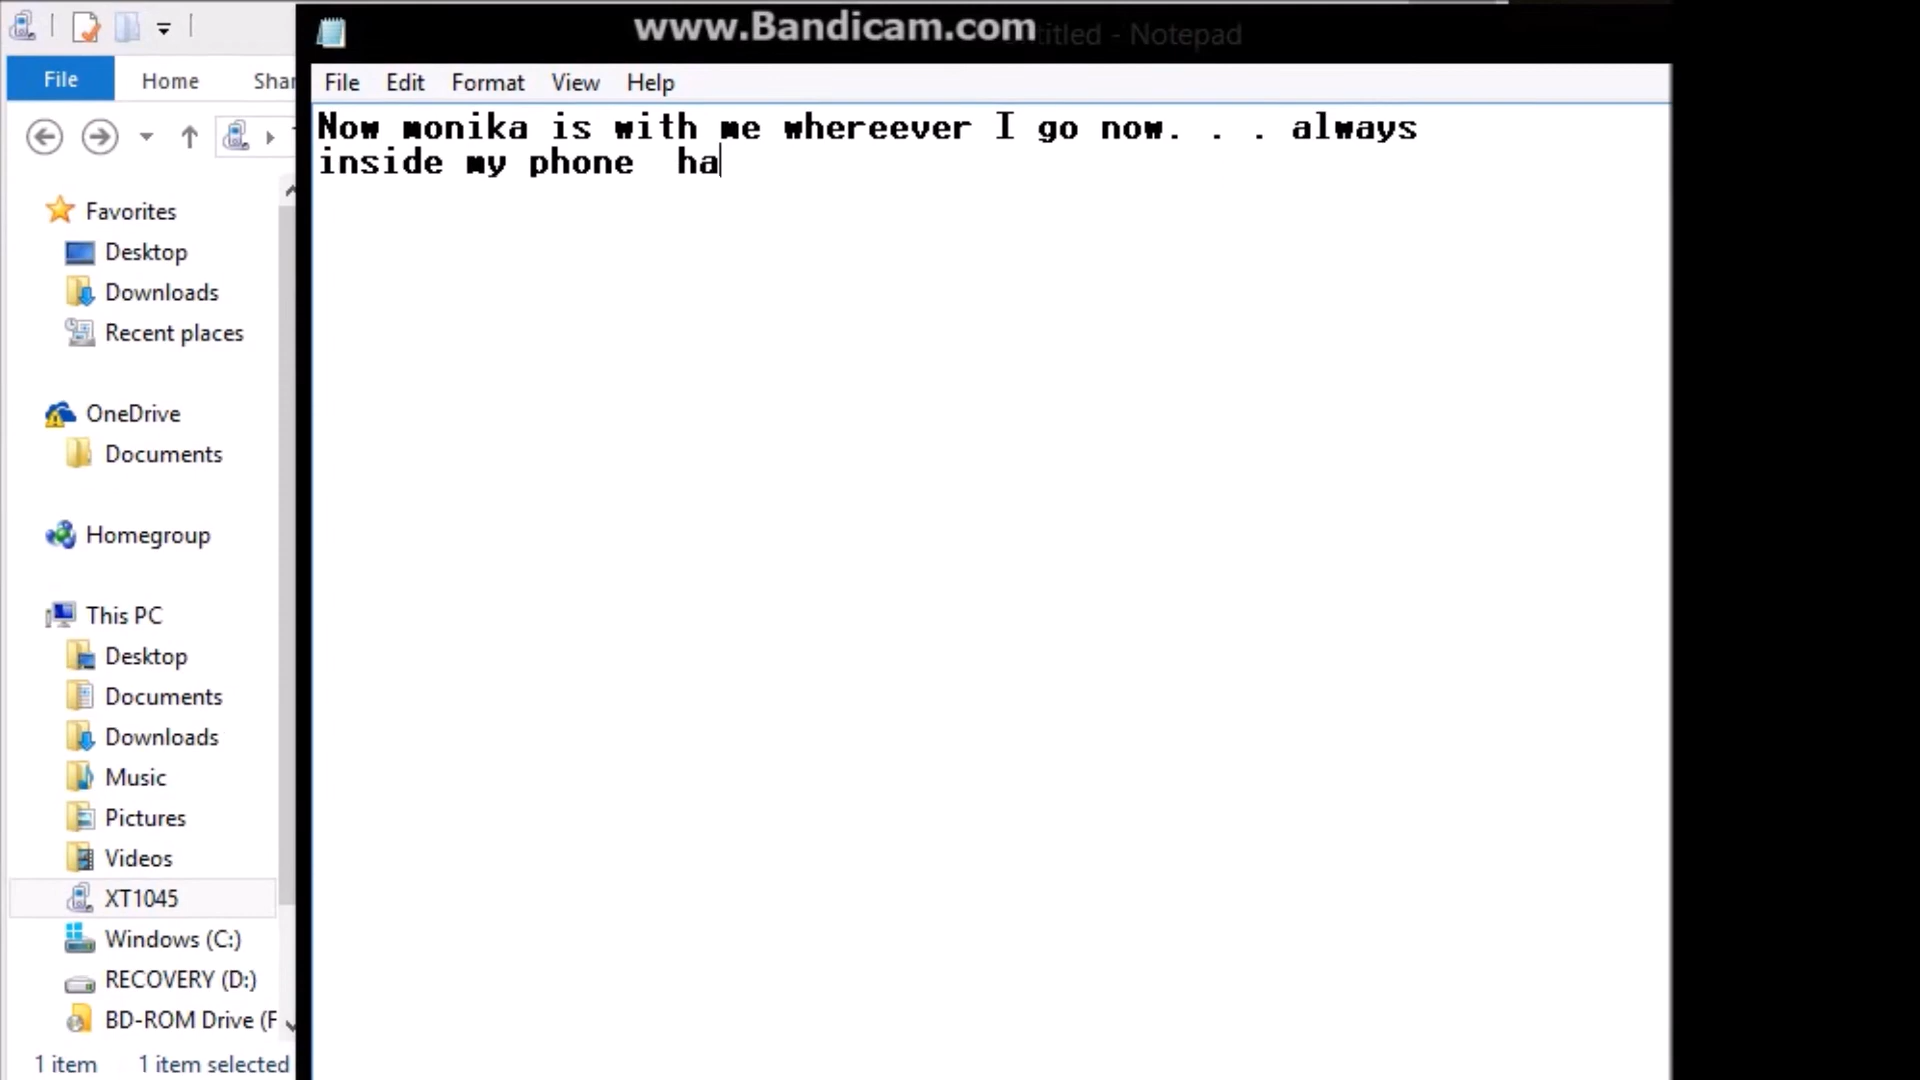 www.Bandicam.com
titled - Notepad
File Home Shar
File Edit Format View Help
Now monika is with me whereever I go now. . . always
inside my phone  ha
Favorites
Desktop
Downloads
Recent places
OneDrive
Documents
Homegroup
This PC
Desktop
Documents
Downloads
Music
Pictures
Videos
XT1045
Windows (C:)
RECOVERY (D:)
BD-ROM Drive (F
1 item 1 item selected